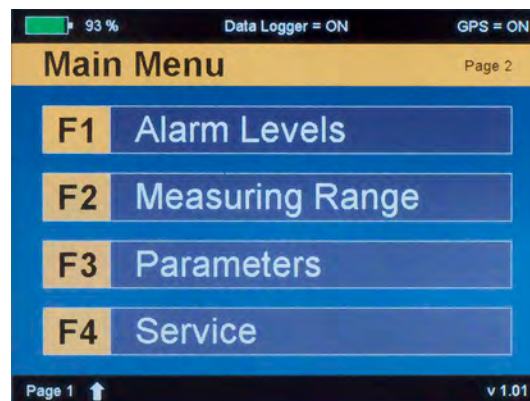 93 % Data Logger = ON GPS = ON
Main Menu Page 2
F1 Alarm Levels
F2 Measuring Range
F3 Parameters
F4 Service
Page 1 v 1.01